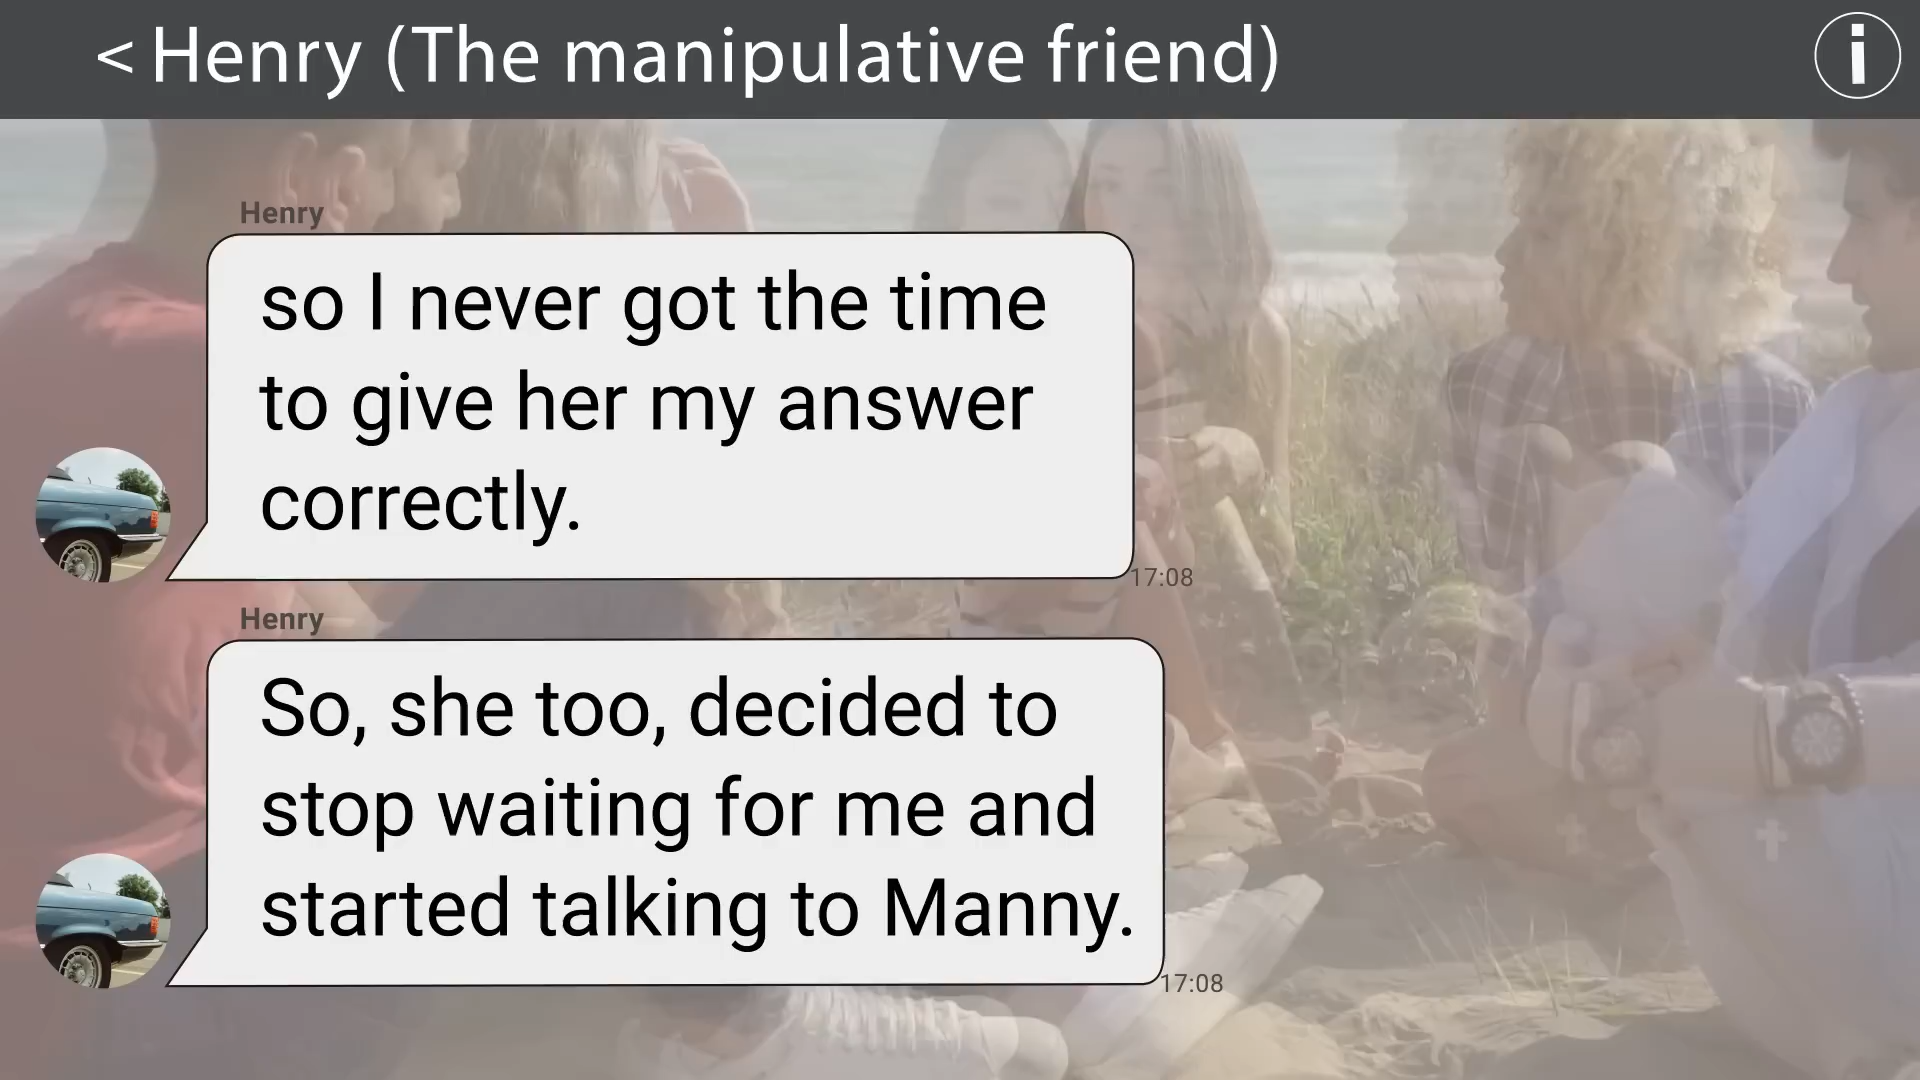 < Henry (The manipulative friend)
i
Henry
so I never got the time
to give her my answer
correctly.
17:08
Henry
So, she too, decided to
stop waiting for me and
started talking to Manny.
17:08